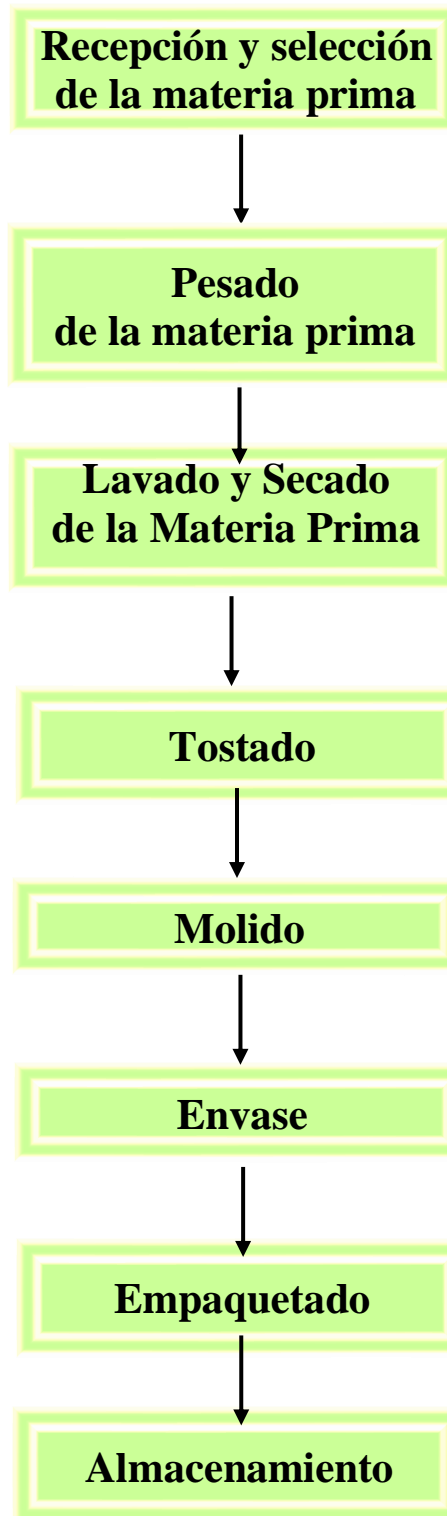 Recepción y selección
de la materia prima
Pesado
de la materia prima
Lavado y Secado
de la Materia Prima
Tostado
Molido
Envase
Empaquetado
Almacenamiento